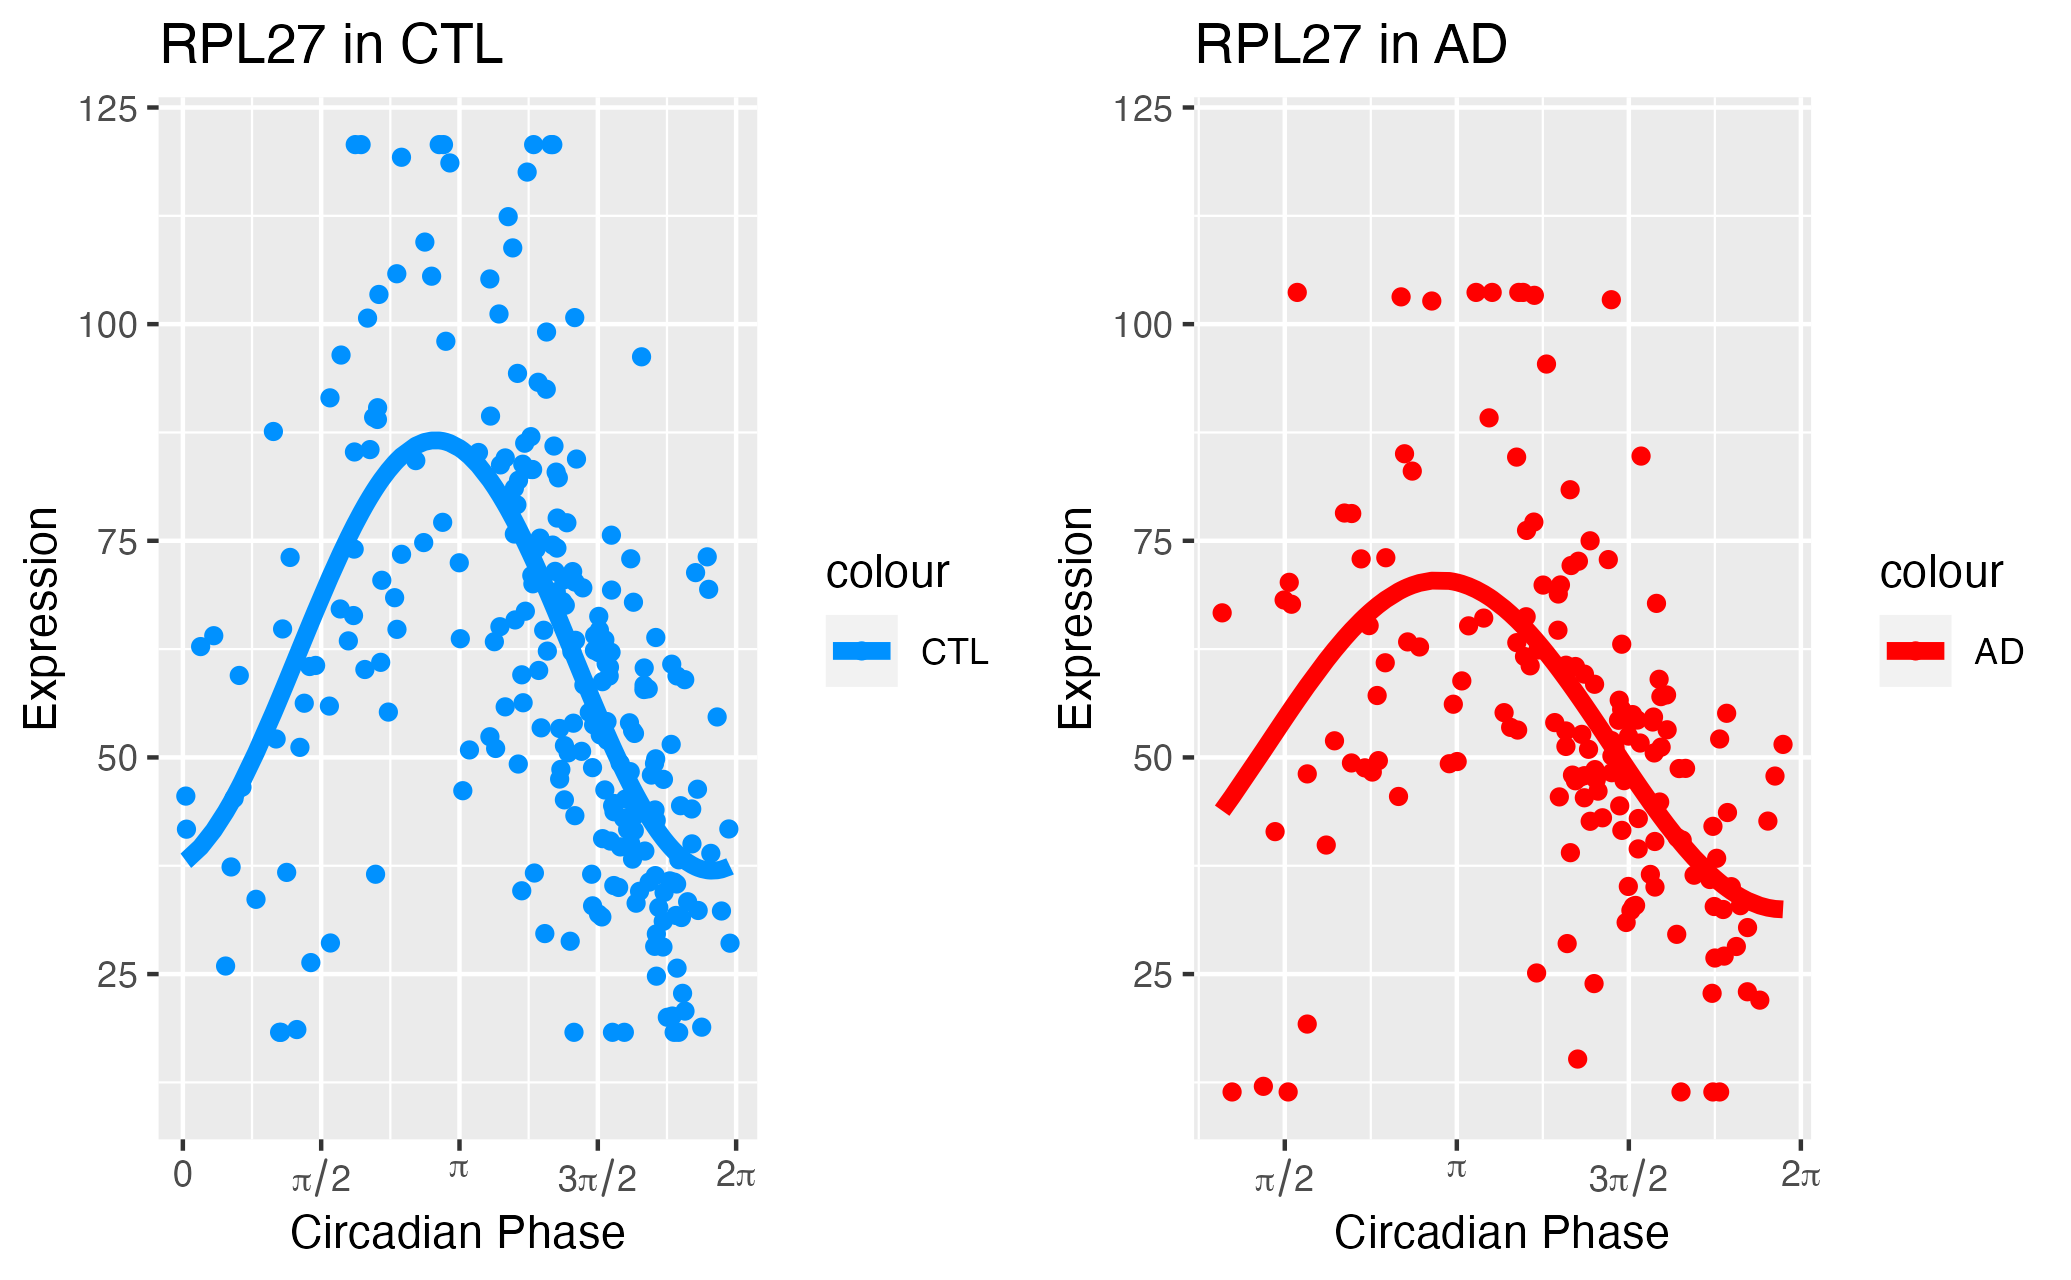 RPL27 in CTL
125
100
75
50
25
Expression
0
π/2
π
3π/2
2π
Circadian Phase
colour
CTL
RPL27 in AD
125
100
75
50
25
Expression
π/2
π
3π/2
2π
Circadian Phase
colour
AD